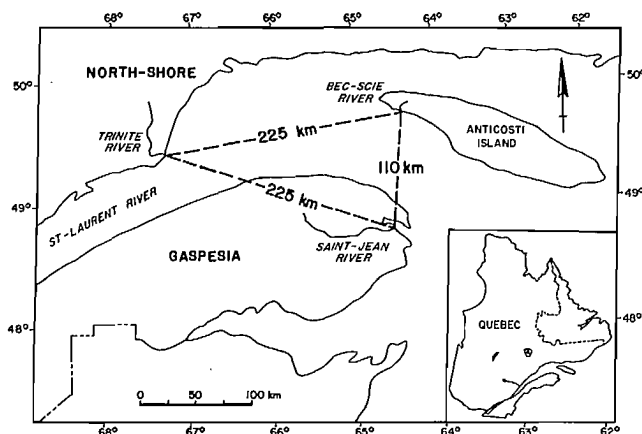 68° 67° 66° 65° 64° 63° 62°
50°
49°
48°
NORTH-SHORE
BEC-SCIE
RIVER
TRINITE
RIVER
225 km
ANTICOSTI
ISLAND
110 km
225 km
ST-LAURENT RIVER
SAINT-JEAN
RIVER
GASPESIA
QUEBEC
50°
49°
48°
0 50 100 km
68° 67° 66° 65° 64° 63° 62°